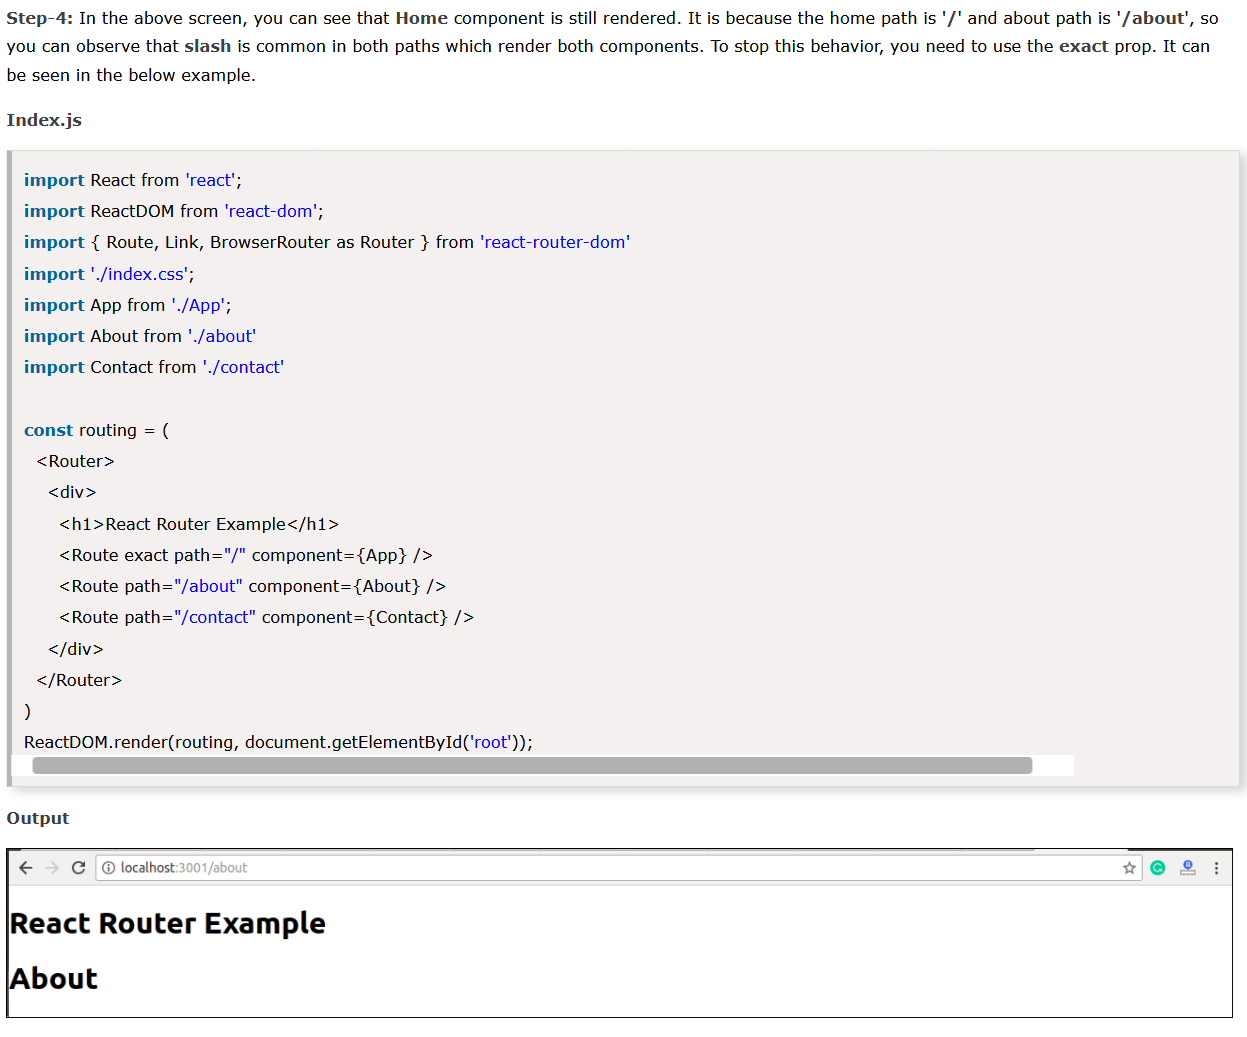 Step-4: In the above screen, you can see that Home component is still rendered. It is because the home path is '/' and about path is '/about', so
you can observe that slash is common in both paths which render both components. To stop this behavior, you need to use the exact prop. It can
be seen in the below example.
Index.js
import React from 'react';
import ReactDOM from 'react-dom';
import { Route, Link, BrowserRouter as Router } from 'react-router-dom'
import './index.css';
import App from './App';
import About from './about'
import Contact from './contact'
const routing = (
<Router>
<div>
<h1>React Router Example</h1>
<Route exact path="/" component={App} />
<Route path="/about" component={About} />
<Route path="/contact" component={Contact} />
</div>
</Router>
)
ReactDOM.render(routing, document.getElementById('root'));
Output
localhost:3001/about
React Router Example
About